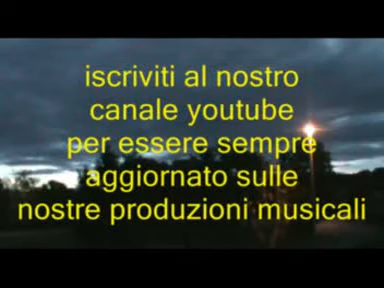 iscriviti al nostro
canale youtube
per essere sempre
aggiornato sulle
nostre produzioni musicali